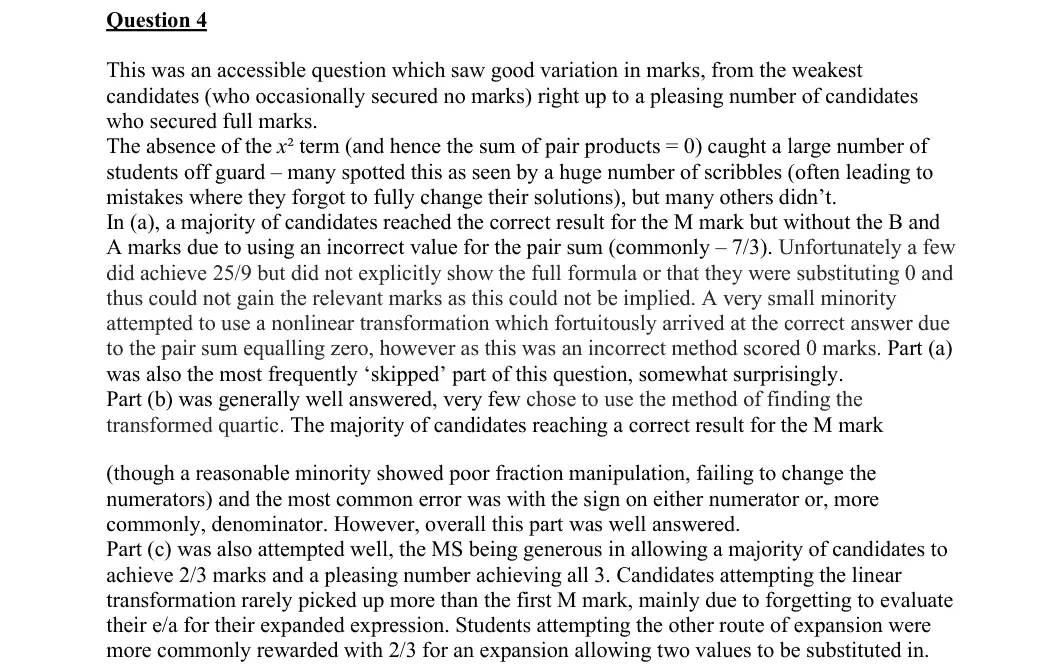 Question 4
This was an accessible question which saw good variation in marks, from the weakest
candidates (who occasionally secured no marks) right up to a pleasing number of candidates
who secured full marks.
The absence of the x² term (and hence the sum of pair products = 0) caught a large number of
students off guard – many spotted this as seen by a huge number of scribbles (often leading to
mistakes where they forgot to fully change their solutions), but many others didn’t.
In (a), a majority of candidates reached the correct result for the M mark but without the B and
A marks due to using an incorrect value for the pair sum (commonly – 7/3). Unfortunately a few
did achieve 25/9 but did not explicitly show the full formula or that they were substituting 0 and
thus could not gain the relevant marks as this could not be implied. A very small minority
attempted to use a nonlinear transformation which fortuitously arrived at the correct answer due
to the pair sum equalling zero, however as this was an incorrect method scored 0 marks. Part (a)
was also the most frequently ‘skipped’ part of this question, somewhat surprisingly.
Part (b) was generally well answered, very few chose to use the method of finding the
transformed quartic. The majority of candidates reaching a correct result for the M mark
(though a reasonable minority showed poor fraction manipulation, failing to change the
numerators) and the most common error was with the sign on either numerator or, more
commonly, denominator. However, overall this part was well answered.
Part (c) was also attempted well, the MS being generous in allowing a majority of candidates to
achieve 2/3 marks and a pleasing number achieving all 3. Candidates attempting the linear
transformation rarely picked up more than the first M mark, mainly due to forgetting to evaluate
their e/a for their expanded expression. Students attempting the other route of expansion were
more commonly rewarded with 2/3 for an expansion allowing two values to be substituted in.